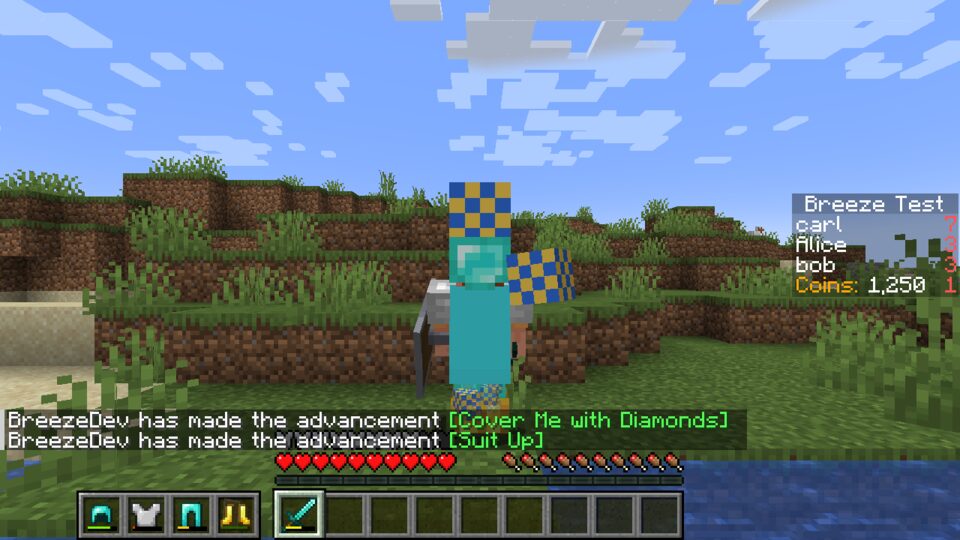 Breeze Test
carl 7
Alice 3
bob 3
Coins: 1,250 1
BreezeDev has made the advancement [Cover Me with Diamonds]
BreezeDev has made the advancement [Suit Up]